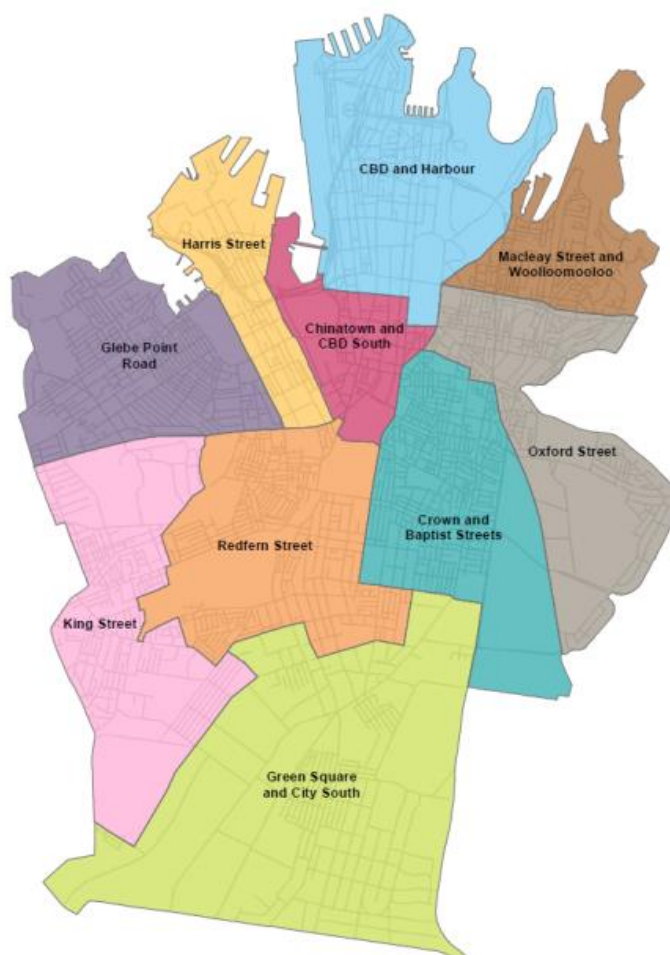 CBD and Harbour
Harris Street
Macleay Street and
Woolloomooloo
Chinatown and
CBD South
Glebe Point
Road
Oxford Street
Crown and
Baptist Streets
Redfern Street
King Street
Green Square
and City South